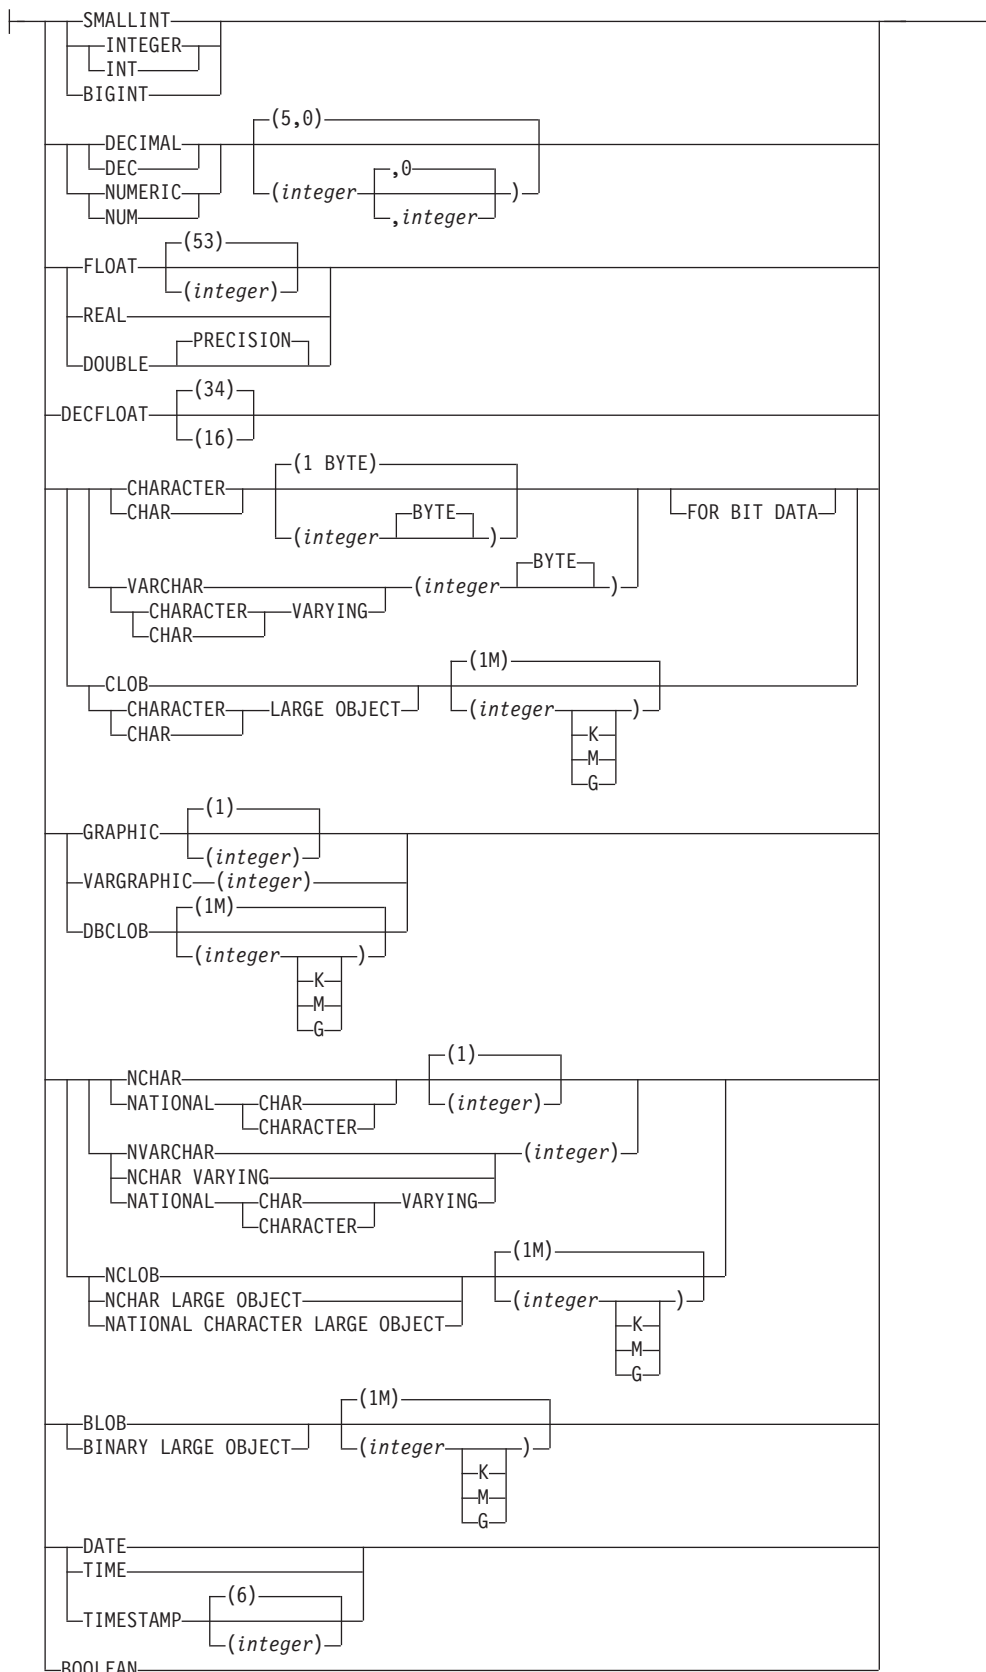 SMALLINT
INTEGER
INT
BIGINT
(5,0)
DECIMAL
DEC
,0
NUMERIC
(integer )
NUM
,integer
(53)
FLOAT
(integer)
REAL
PRECISION
DOUBLE
(34)
DECFLOAT
(16)
(1 BYTE)
CHARACTER
CHAR
BYTE
FOR BIT DATA
(integer )
BYTE
VARCHAR
(integer )
CHARACTER
VARYING
CHAR
(1M)
CLOB
CHARACTER
LARGE OBJECT
(integer )
CHAR
K
M
G
(1)
GRAPHIC
(integer)
VARGRAPHIC (integer)
(1M)
DBCLOB
(integer )
K
M
G
(1)
NCHAR
NATIONAL
CHAR
(integer)
CHARACTER
NVARCHAR
(integer)
NCHAR VARYING
NATIONAL
CHAR
VARYING
CHARACTER
(1M)
NCLOB
NCHAR LARGE OBJECT
(integer )
NATIONAL CHARACTER LARGE OBJECT
K
M
G
(1M)
BLOB
BINARY LARGE OBJECT
(integer )
K
M
G
DATE
TIME
(6)
TIMESTAMP
(integer)
BOOLEAN